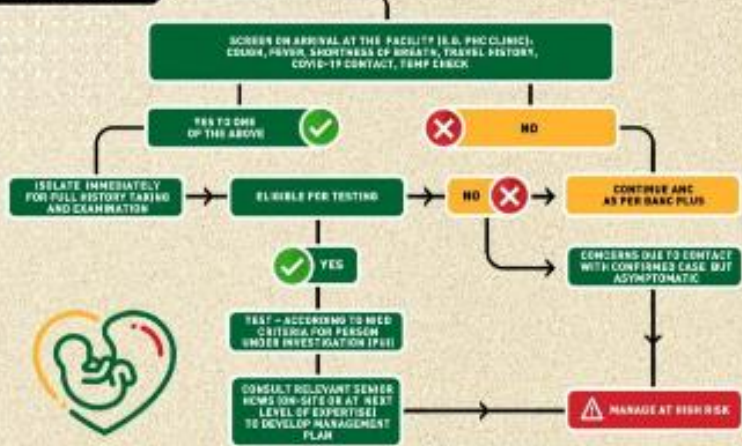 SCREEN ON ARRIVAL AT THE FACILITY (E.G. PHC CLINIC):
COUGH, FEVER, SHORTNESS OF BREATH, TRAVEL HISTORY,
COVID-19 CONTACT, TEMP CHECK
YES TO ONE
OF THE ABOVE
NO
ISOLATE IMMEDIATELY
FOR FULL HISTORY TAKING
AND EXAMINATION
ELIGIBLE FOR TESTING
NO
CONTINUE ANC
AS PER BANC PLUS
YES
CONCERNS DUE TO CONTACT
WITH CONFIRMED CASE BUT
ASYMPTOMATIC
TEST – ACCORDING TO NICD
CRITERIA FOR PERSON
UNDER INVESTIGATION (PUI)
CONSULT RELEVANT SENIOR
HCWS (ON-SITE OR AT NEXT
LEVEL OF EXPERTISE)
TO DEVELOP MANAGEMENT
PLAN
MANAGE AT HIGH RISK